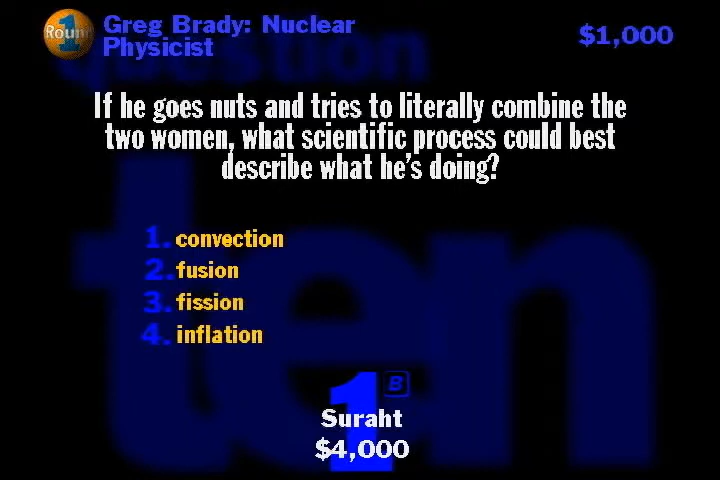 Round
1
Greg Brady: Nuclear
Physicist
$1,000
question
If he goes nuts and tries to literally combine the
two women, what scientific process could best
describe what he's doing?
1. convection
2. fusion
3. fission
4. inflation
ten
1 B
Suraht
$4,000